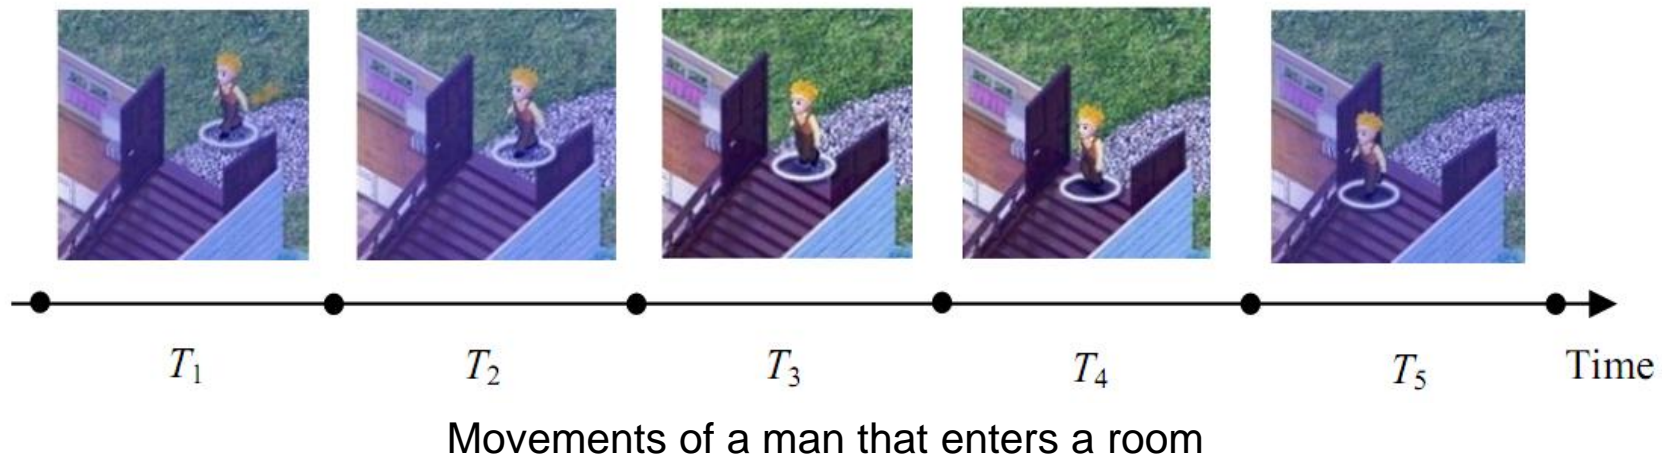 T₁ T₂ T₃ T₄ T₅ Time
Movements of a man that enters a room